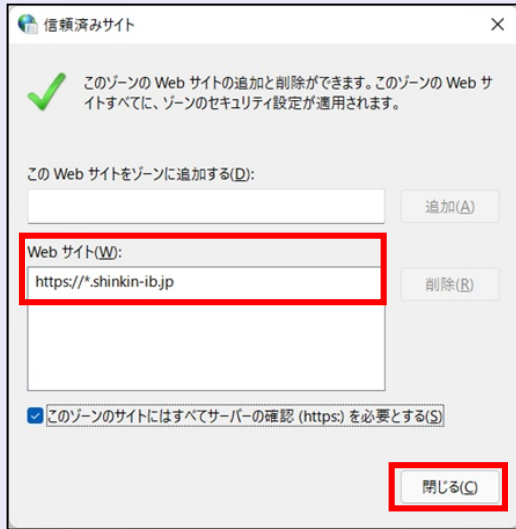 信頼済みサイト
このゾーンの Web サイトの追加と削除ができます。このゾーンの Web サ
イトすべてに、ゾーンのセキュリティ設定が適用されます。
この Web サイトをゾーンに追加する(D):
追加(A)
Web サイト(W):
https://*.shinkin-ib.jp
削除(R)
このゾーンのサイトにはすべてサーバーの確認 (https:) を必要とする(S)
閉じる(C)